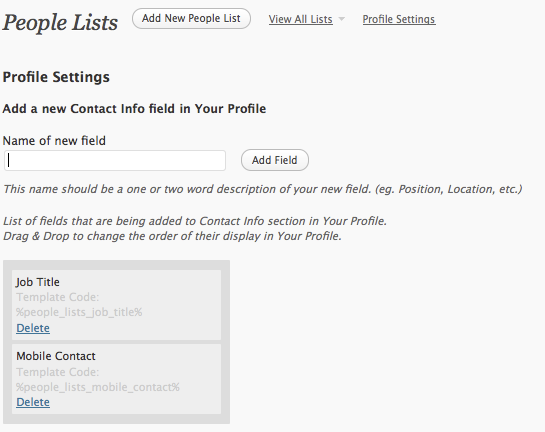 People Lists Add New People List View All Lists Profile Settings
Profile Settings
Add a new Contact Info field in Your Profile
Name of new field
Add Field
This name should be a one or two word description of your new field. (eg. Position, Location, etc.)
List of fields that are being added to Contact Info section in Your Profile.
Drag & Drop to change the order of their display in Your Profile.
Job Title
Template Code:
%people_lists_job_title%
Delete
Mobile Contact
Template Code:
%people_lists_mobile_contact%
Delete